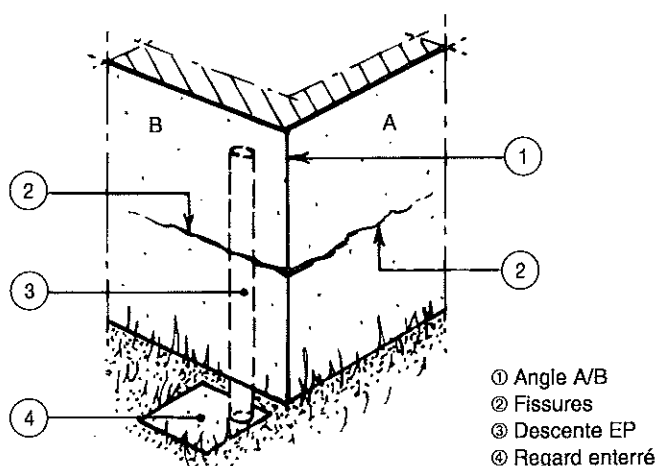 B
A
①
②
③
②
④
① Angle A/B
② Fissures
③ Descente EP
④ Regard enterré